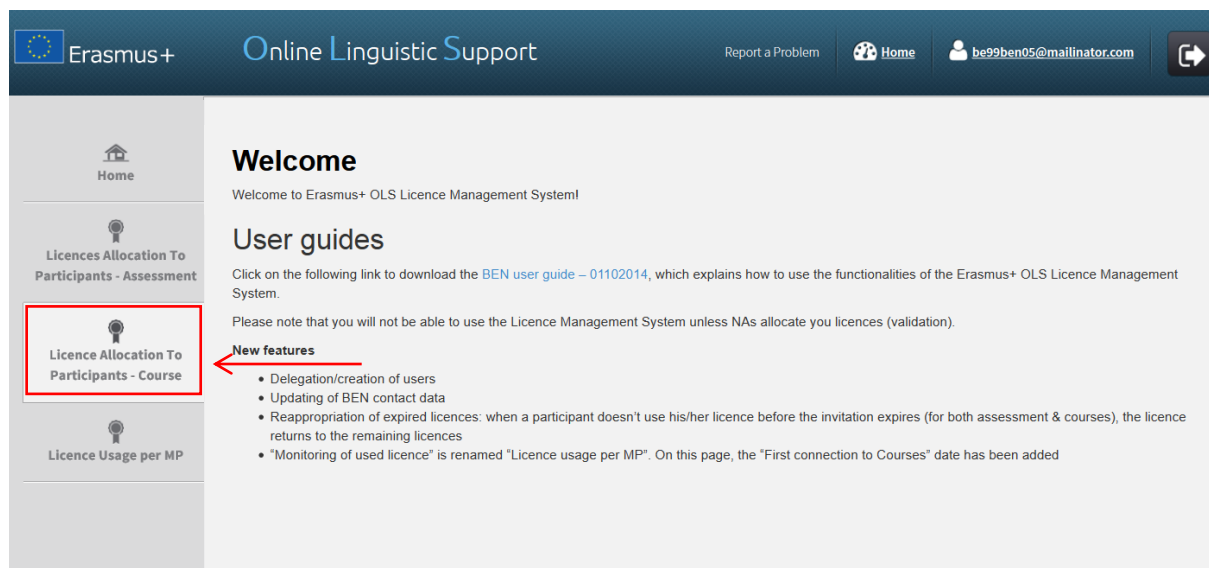 Erasmus+
Online Linguistic Support
Report a Problem
Home
be99ben05@mailinator.com
Home
Licences Allocation To
Participants - Assessment
Licence Allocation To
Participants - Course
Licence Usage per MP
Welcome
Welcome to Erasmus+ OLS Licence Management System!
User guides
Click on the following link to download the BEN user guide – 01102014, which explains how to use the functionalities of the Erasmus+ OLS Licence Management
System.
Please note that you will not be able to use the Licence Management System unless NAs allocate you licences (validation).
New features
• Delegation/creation of users
• Updating of BEN contact data
• Reappropriation of expired licences: when a participant doesn't use his/her licence before the invitation expires (for both assessment & courses), the licence
returns to the remaining licences
• "Monitoring of used licence" is renamed "Licence usage per MP". On this page, the "First connection to Courses" date has been added